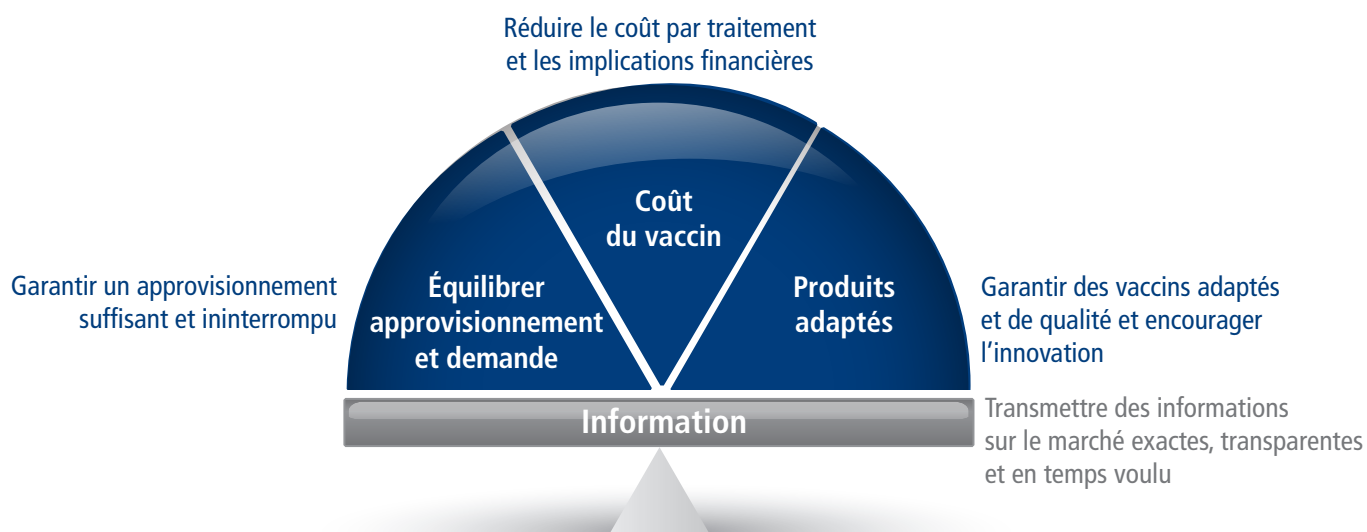 Réduire le coût par traitement
et les implications financières
Coût
du vaccin
Garantir un approvisionnement
suffisant et ininterrompu
Équilibrer
approvisionnement
et demande
Produits
adaptés
Garantir des vaccins adaptés
et de qualité et encourager
l’innovation
Information
Transmettre des informations
sur le marché exactes, transparentes
et en temps voulu